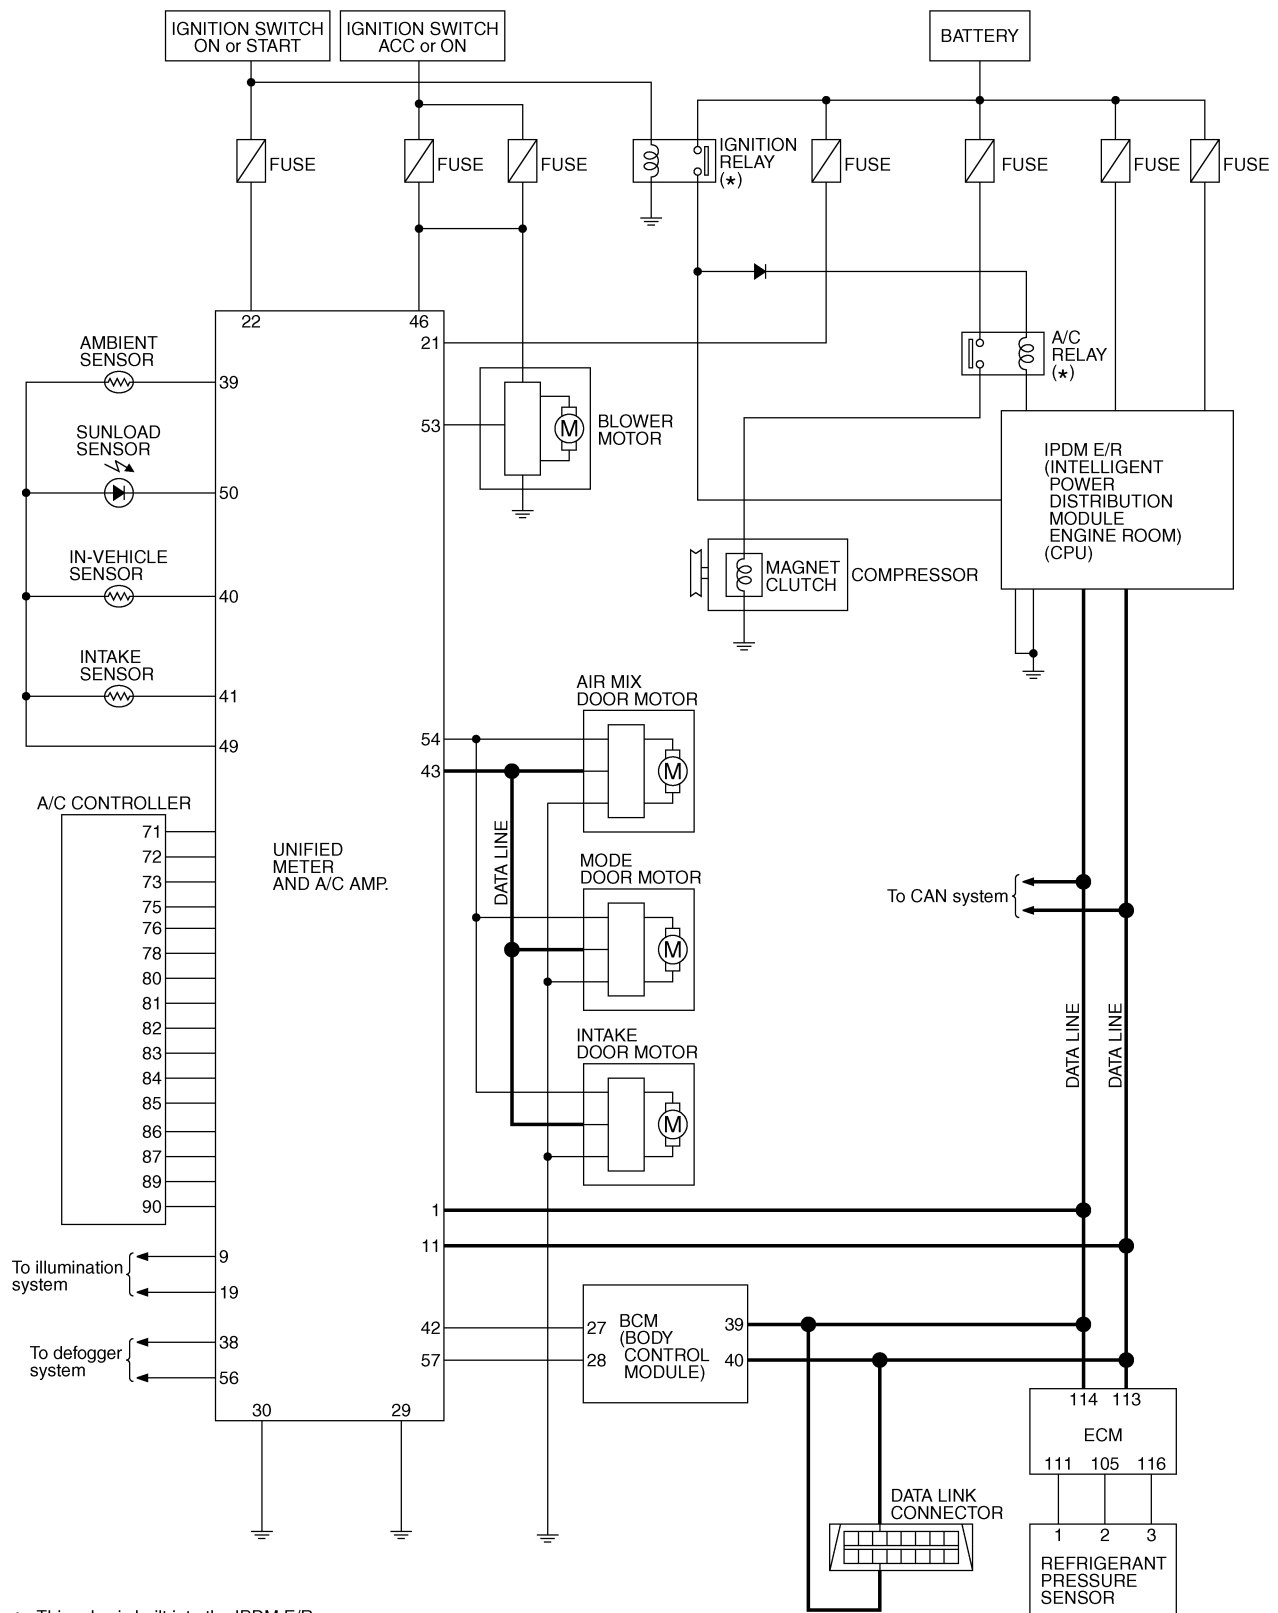 IGNITION SWITCH
ON or START
IGNITION SWITCH
ACC or ON
BATTERY
FUSE
FUSE
FUSE
IGNITION
RELAY
(*)
FUSE
FUSE
FUSE
FUSE
22
46
21
AMBIENT
SENSOR
39
A/C
RELAY
(*)
SUNLOAD
SENSOR
53
M
BLOWER
MOTOR
50
IPDM E/R
(INTELLIGENT
POWER
DISTRIBUTION
MODULE
ENGINE ROOM)
(CPU)
IN-VEHICLE
SENSOR
40
MAGNET
CLUTCH
COMPRESSOR
INTAKE
SENSOR
41
49
AIR MIX
DOOR MOTOR
54
43
M
DATA LINE
A/C CONTROLLER
71
72
73
75
76
78
80
81
82
83
84
85
86
87
89
90
UNIFIED
METER
AND A/C AMP.
MODE
DOOR MOTOR
M
To CAN system
INTAKE
DOOR MOTOR
M
DATA LINE
DATA LINE
1
11
To illumination
system
9
19
To defogger
system
38
56
42
57
27
28
BCM
(BODY
CONTROL
MODULE)
39
40
30
29
114
113
ECM
111
105
116
DATA LINK
CONNECTOR
1
2
3
REFRIGERANT
PRESSURE
SENSOR